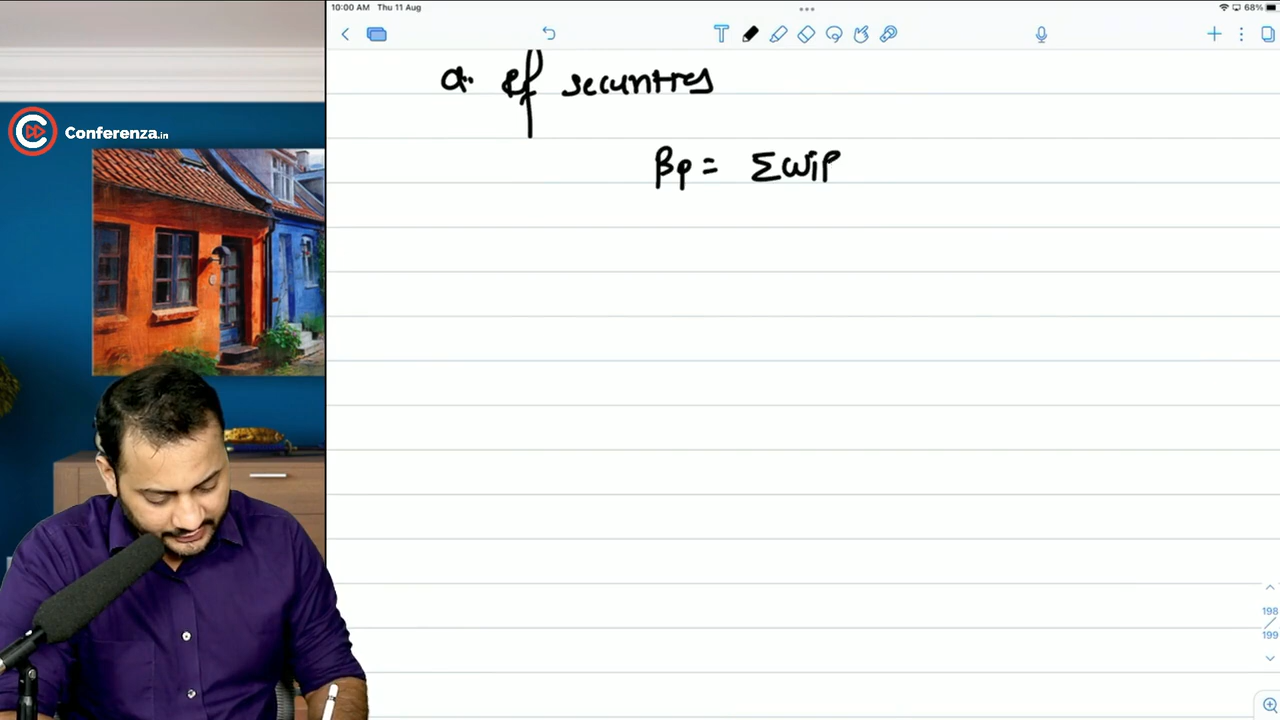 10:00 AM Thu 11 Aug
68%
Conferenza.in
a. of securities
βp = ΣWiβ
198
199